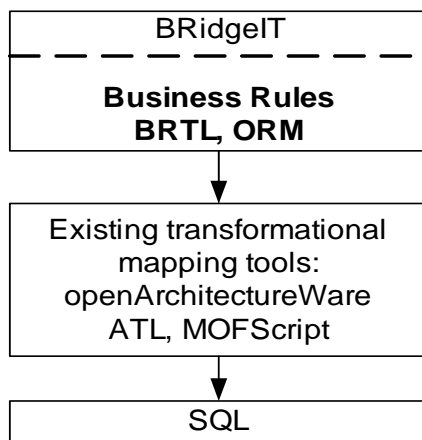 BRidgeIT
Business Rules
BRTL, ORM
Existing transformational
mapping tools:
openArchitectureWare
ATL, MOFScript
SQL